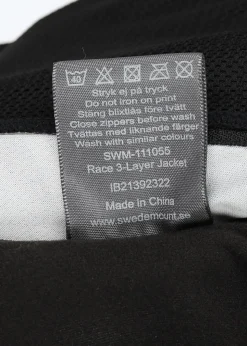 40
Stryk ej på tryck
Do not iron on print
Stäng blixtlås före tvätt
Close zippers before wash
Tvättas med liknande färger
Wash with similar colours
SWM-111055
Race 3-Layer Jacket
IB21392322
Made in China
www.swedemount.se